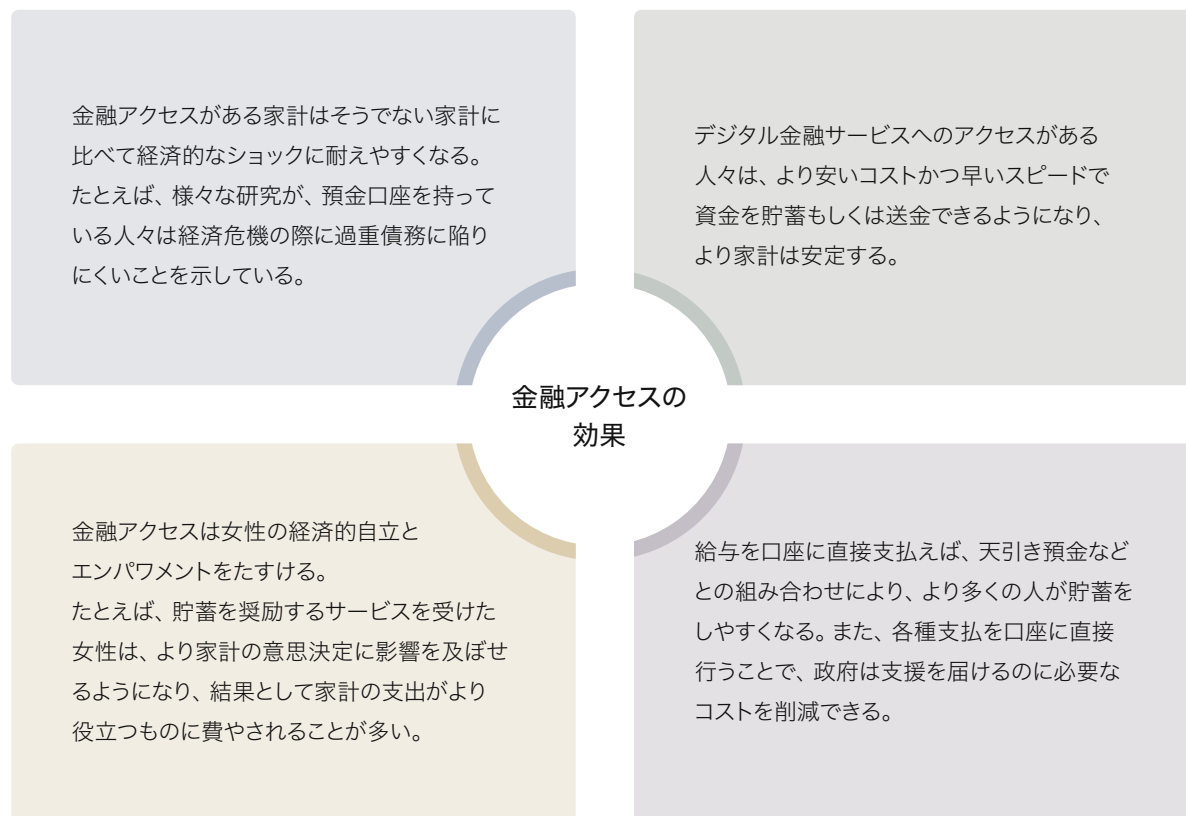 金融アクセスがある家計はそうでない家計に
比べて経済的なショックに耐えやすくなる。
たとえば、様々な研究が、預金口座を持って
いる人々は経済危機の際に過重債務に陥り
にくいことを示している。
デジタル金融サービスへのアクセスがある
人々は、より安いコストかつ早いスピードで
資金を貯蓄もしくは送金できるようになり、
より家計は安定する。
金融アクセスの
効果
金融アクセスは女性の経済的自立と
エンパワメントをたすける。
たとえば、貯蓄を奨励するサービスを受けた
女性は、より家計の意思決定に影響を及ぼせ
るようになり、結果として家計の支出がより
役立つものに費やされることが多い。
給与を口座に直接支払えば、天引き預金など
との組み合わせにより、より多くの人が貯蓄を
しやすくなる。また、各種支払を口座に直接
行うことで、政府は支援を届けるのに必要な
コストを削減できる。